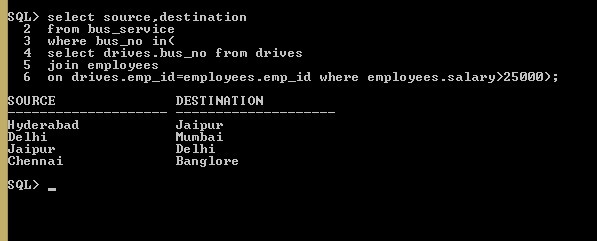 SQL> select source,destination
2 from bus_service
3 where bus_no in(
4 select drives.bus_no from drives
5 join employees
6 on drives.emp_id=employees.emp_id where employees.salary>25000);
SOURCE DESTINATION
-------------------- --------------------
Hyderabad Jaipur
Delhi Mumbai
Jaipur Delhi
Chennai Banglore
SQL> _